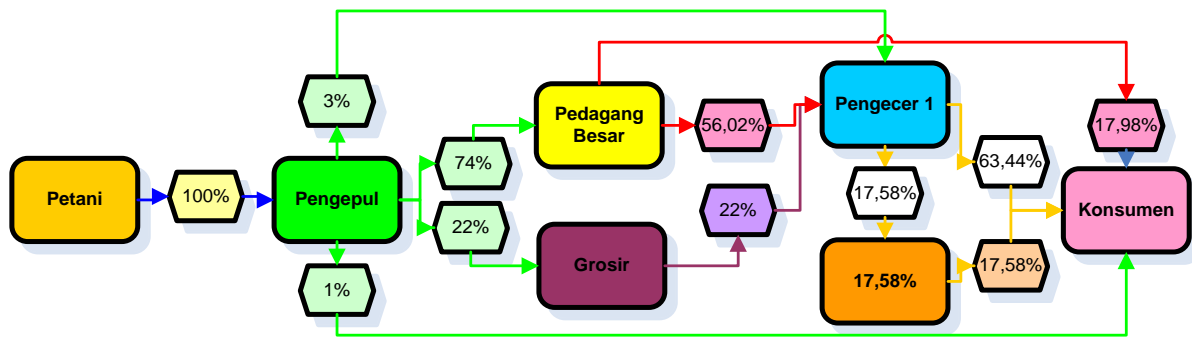 3%
Pedagang
Besar
56,02%
Pengecer 1
17,98%
74%
63,44%
Petani
100%
Pengepul
17,58%
22%
Konsumen
22%
Grosir
17,58%
17,58%
1%